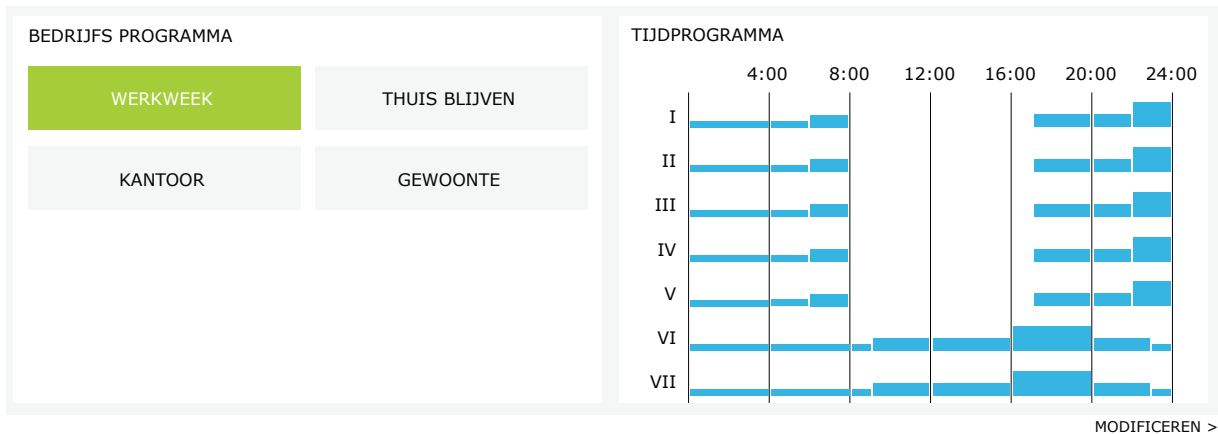 BEDRIJFS PROGRAMMA
WERKWEEK
THUIS BLIJVEN
KANTOOR
GEWOONTE
TIJDPROGRAMMA
4:00 8:00 12:00 16:00 20:00 24:00
I
II
III
IV
V
VI
VII
MODIFICEREN >